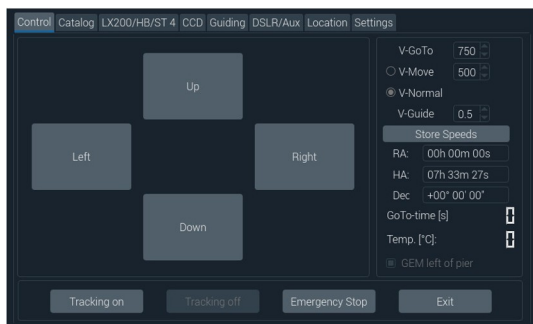 Control Catalog LX200/HB/ST 4 CCD Guiding DSLR/Aux Location Settings
Up
Left
Right
Down
V-GoTo 750
V-Move 500
V-Normal
V-Guide 0.5
Store Speeds
RA: 00h 00m 00s
HA: 07h 33m 27s
Dec +00° 00' 00"
GoTo-time [s] 0
Temp. [°C]: 0
GEM left of pier
Tracking on Tracking off Emergency Stop Exit